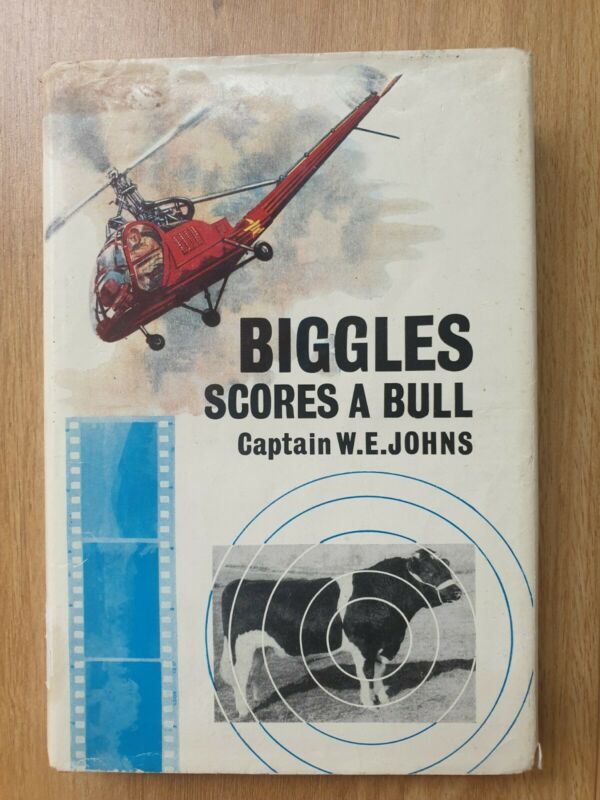 BIGGLES
SCORES A BULL
Captain W.E.JOHNS